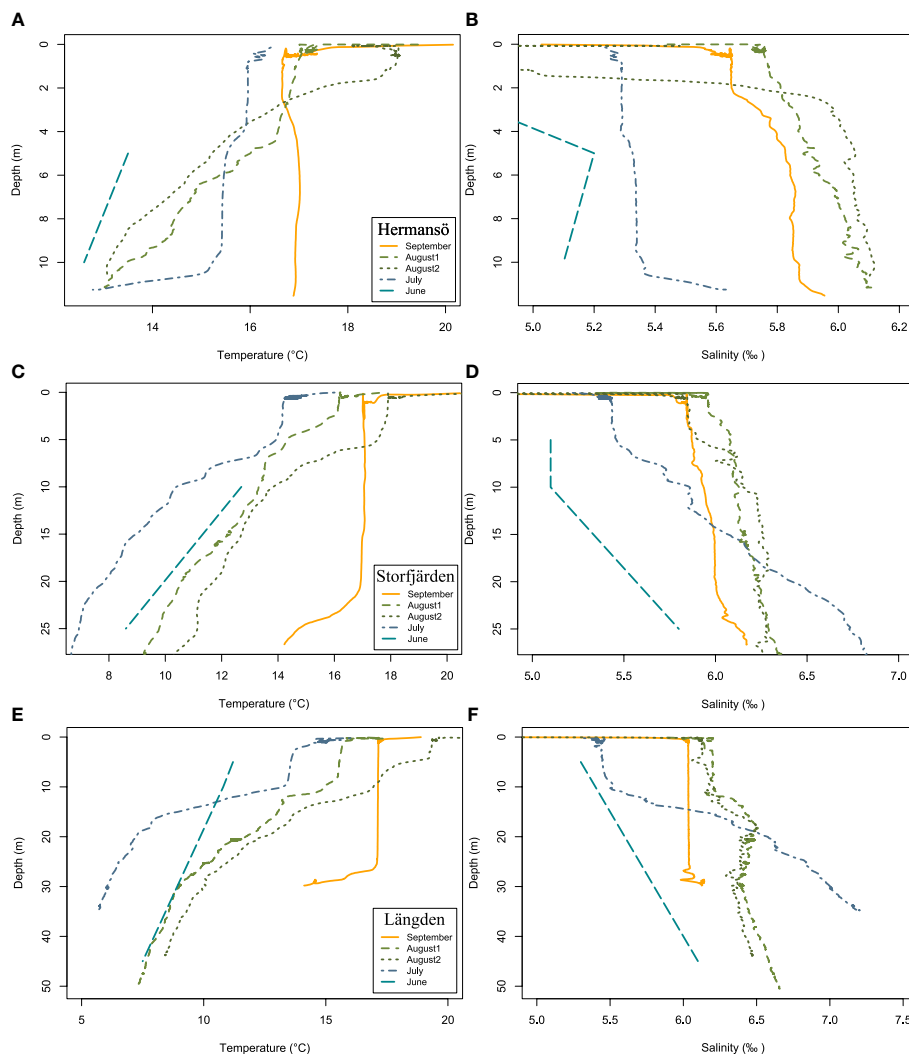 A
B
0
2
4
6
8
10
Depth (m)
14
16
18
20
Temperature (°C)
Hermansö
September
August1
August2
July
June
0
2
4
6
8
10
Depth (m)
5.0
5.2
5.4
5.6
5.8
6.0
6.2
Salinity (‰ )
C
D
0
5
10
15
20
25
Depth (m)
8
10
12
14
16
18
20
Temperature (°C)
Storfjärden
September
August1
August2
July
June
0
5
10
15
20
25
Depth (m)
5.0
5.5
6.0
6.5
7.0
Salinity (‰ )
E
F
0
10
20
30
40
50
Depth (m)
5
10
15
20
Temperature (°C)
Längden
September
August1
August2
July
June
0
10
20
30
40
50
Depth (m)
5.0
5.5
6.0
6.5
7.0
7.5
Salinity (‰ )